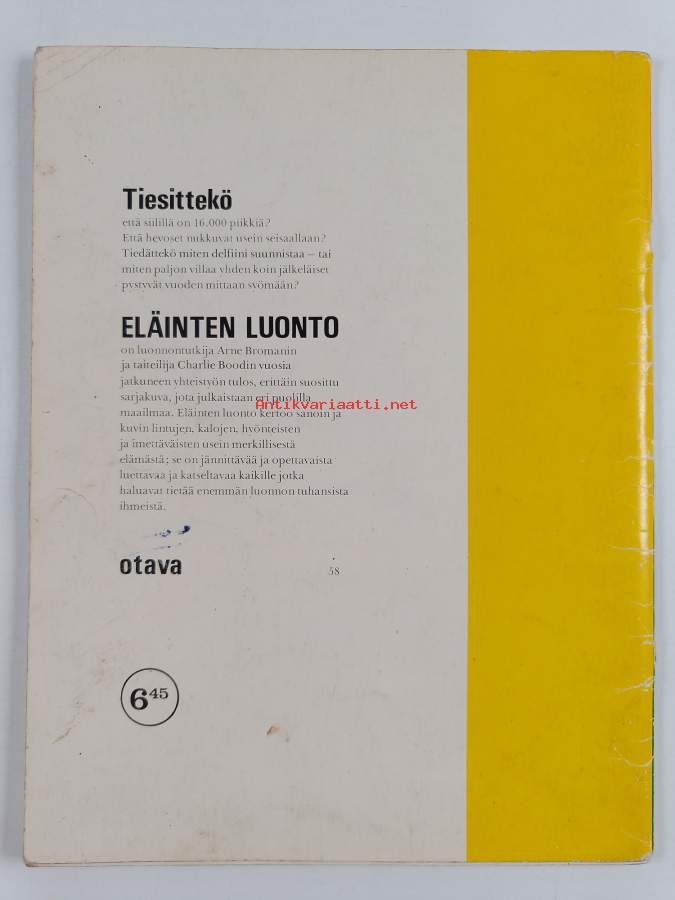 Tiesittekö
että siilillä on 16.000 piikkiä?
Että hevoset nukkuvat usein seisaallaan?
Tiedättekö miten delfiini suunnistaa – tai
miten paljon villaa yhden koin jälkeläiset
pystyvät vuoden mittaan syömään?
ELÄINTEN LUONTO
on luonnontutkija Arne Bromanin
ja taiteilija Charlie Boodin vuosia
jatkuneen yhteistyön tulos, erittäin suosittu
sarjakuva, jota julkaistaan eri puolilla
maailmaa. Eläinten luonto kertoo sanoin ja
kuvin lintujen, kalojen, hyönteisten
ja imettäväisten usein merkillisestä
elämästä; se on jännittävää ja opettavaista
luettavaa ja katseltavaa kaikille jotka
haluavat tietää enemmän luonnon tuhansista
ihmeistä.
Antikvariaatti.net
otava 58
6 45